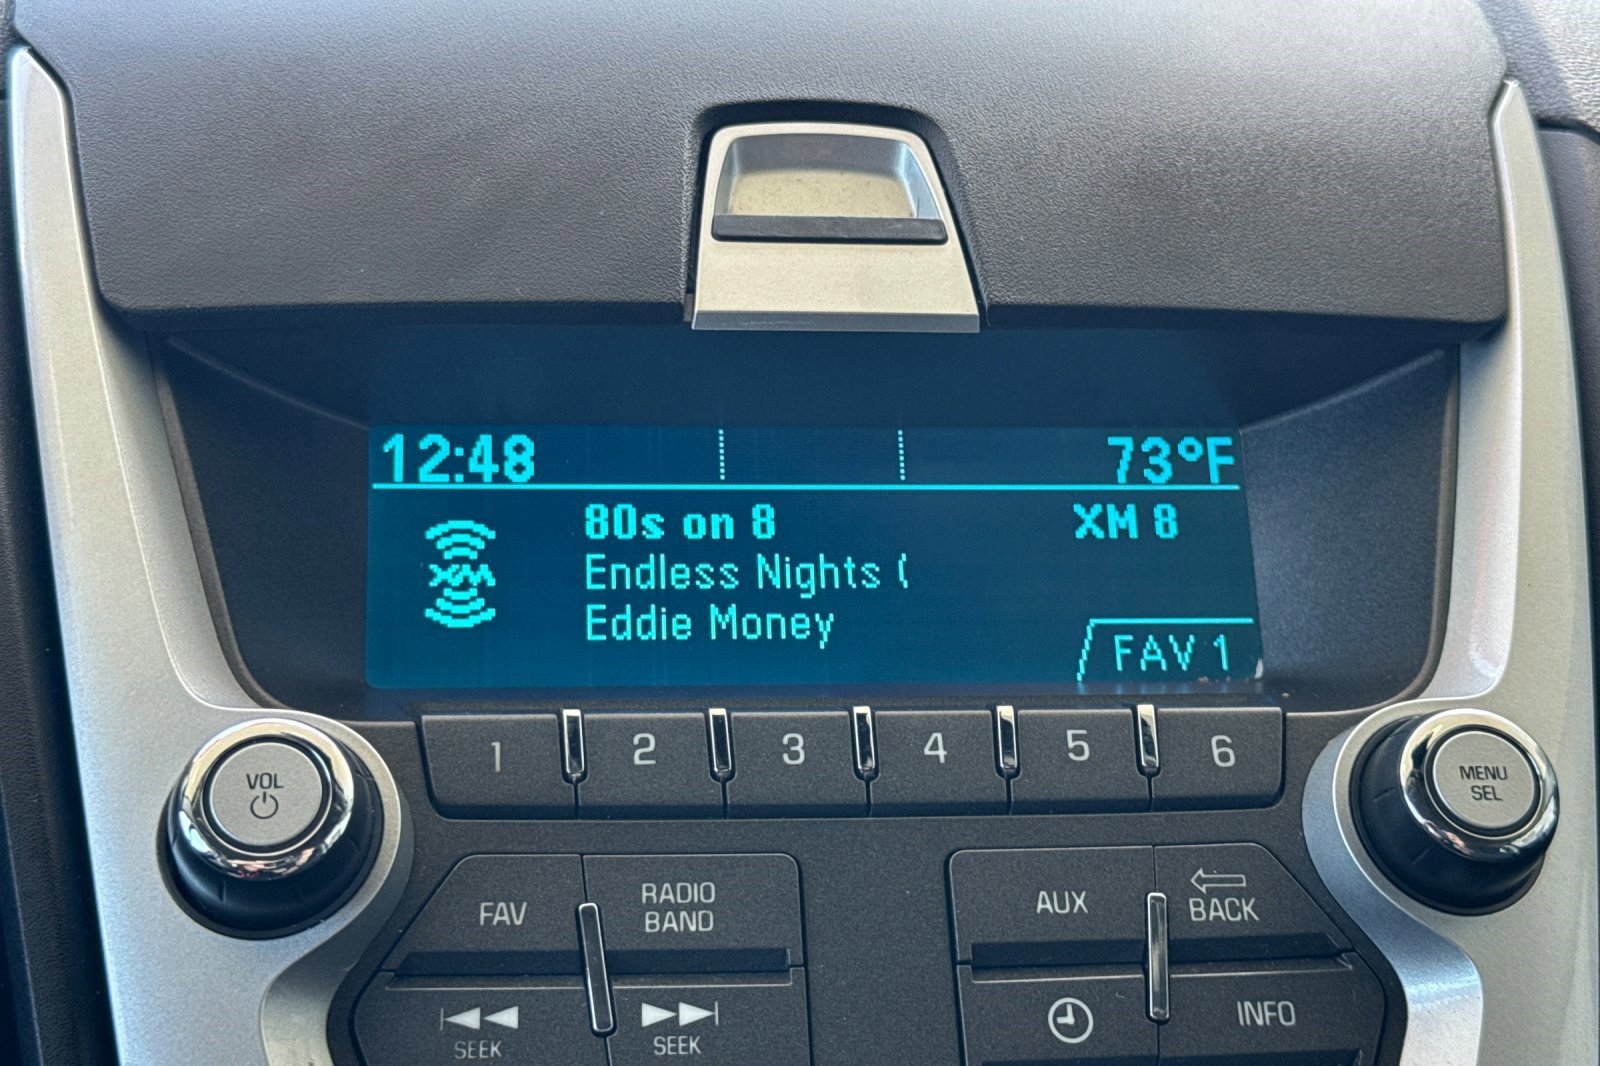 12:48 73°F
80s on 8 XM 8
Endless Nights (
XM
Eddie Money
FAV 1
1 2 3 4 5 6
VOL
MENU
SEL
FAV
RADIO
BAND
AUX
BACK
SEEK
SEEK
INFO